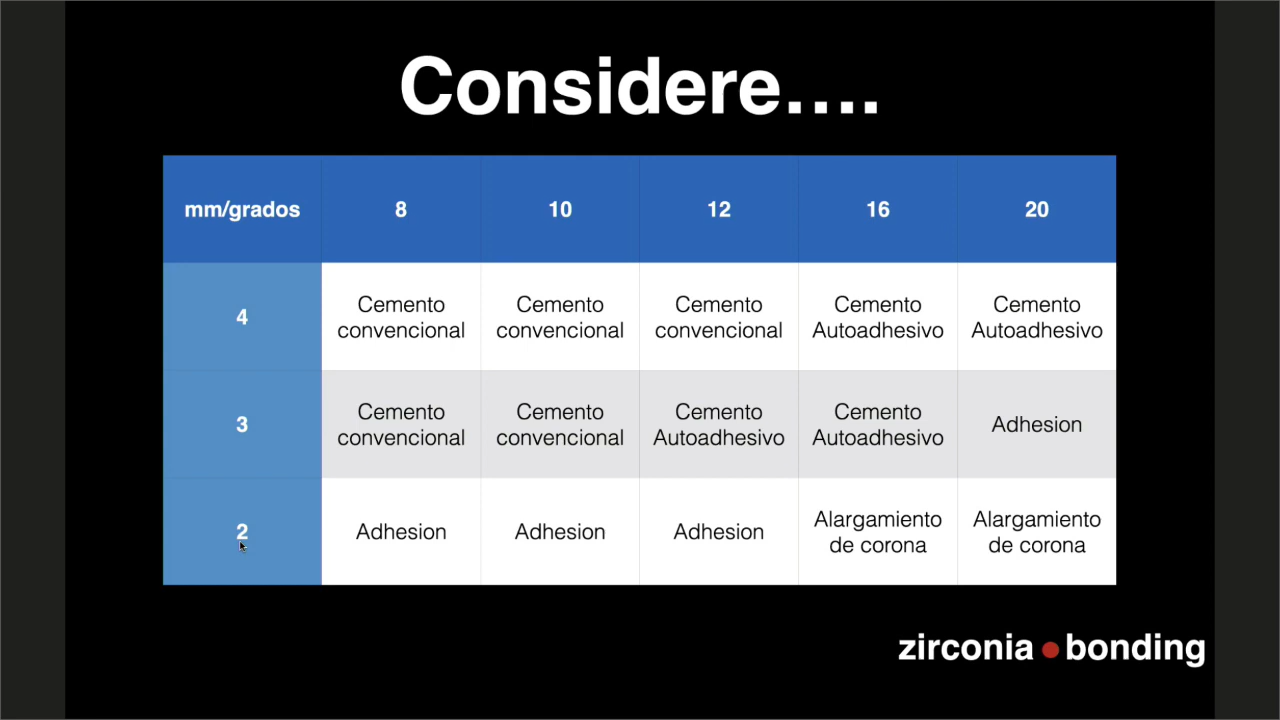 Considere....
mm/grados 8 10 12 16 20
4 Cemento convencional Cemento convencional Cemento convencional Cemento Autoadhesivo Cemento Autoadhesivo
3 Cemento convencional Cemento convencional Cemento Autoadhesivo Cemento Autoadhesivo Adhesion
2 Adhesion Adhesion Adhesion Alargamiento de corona Alargamiento de corona
zirconia bonding